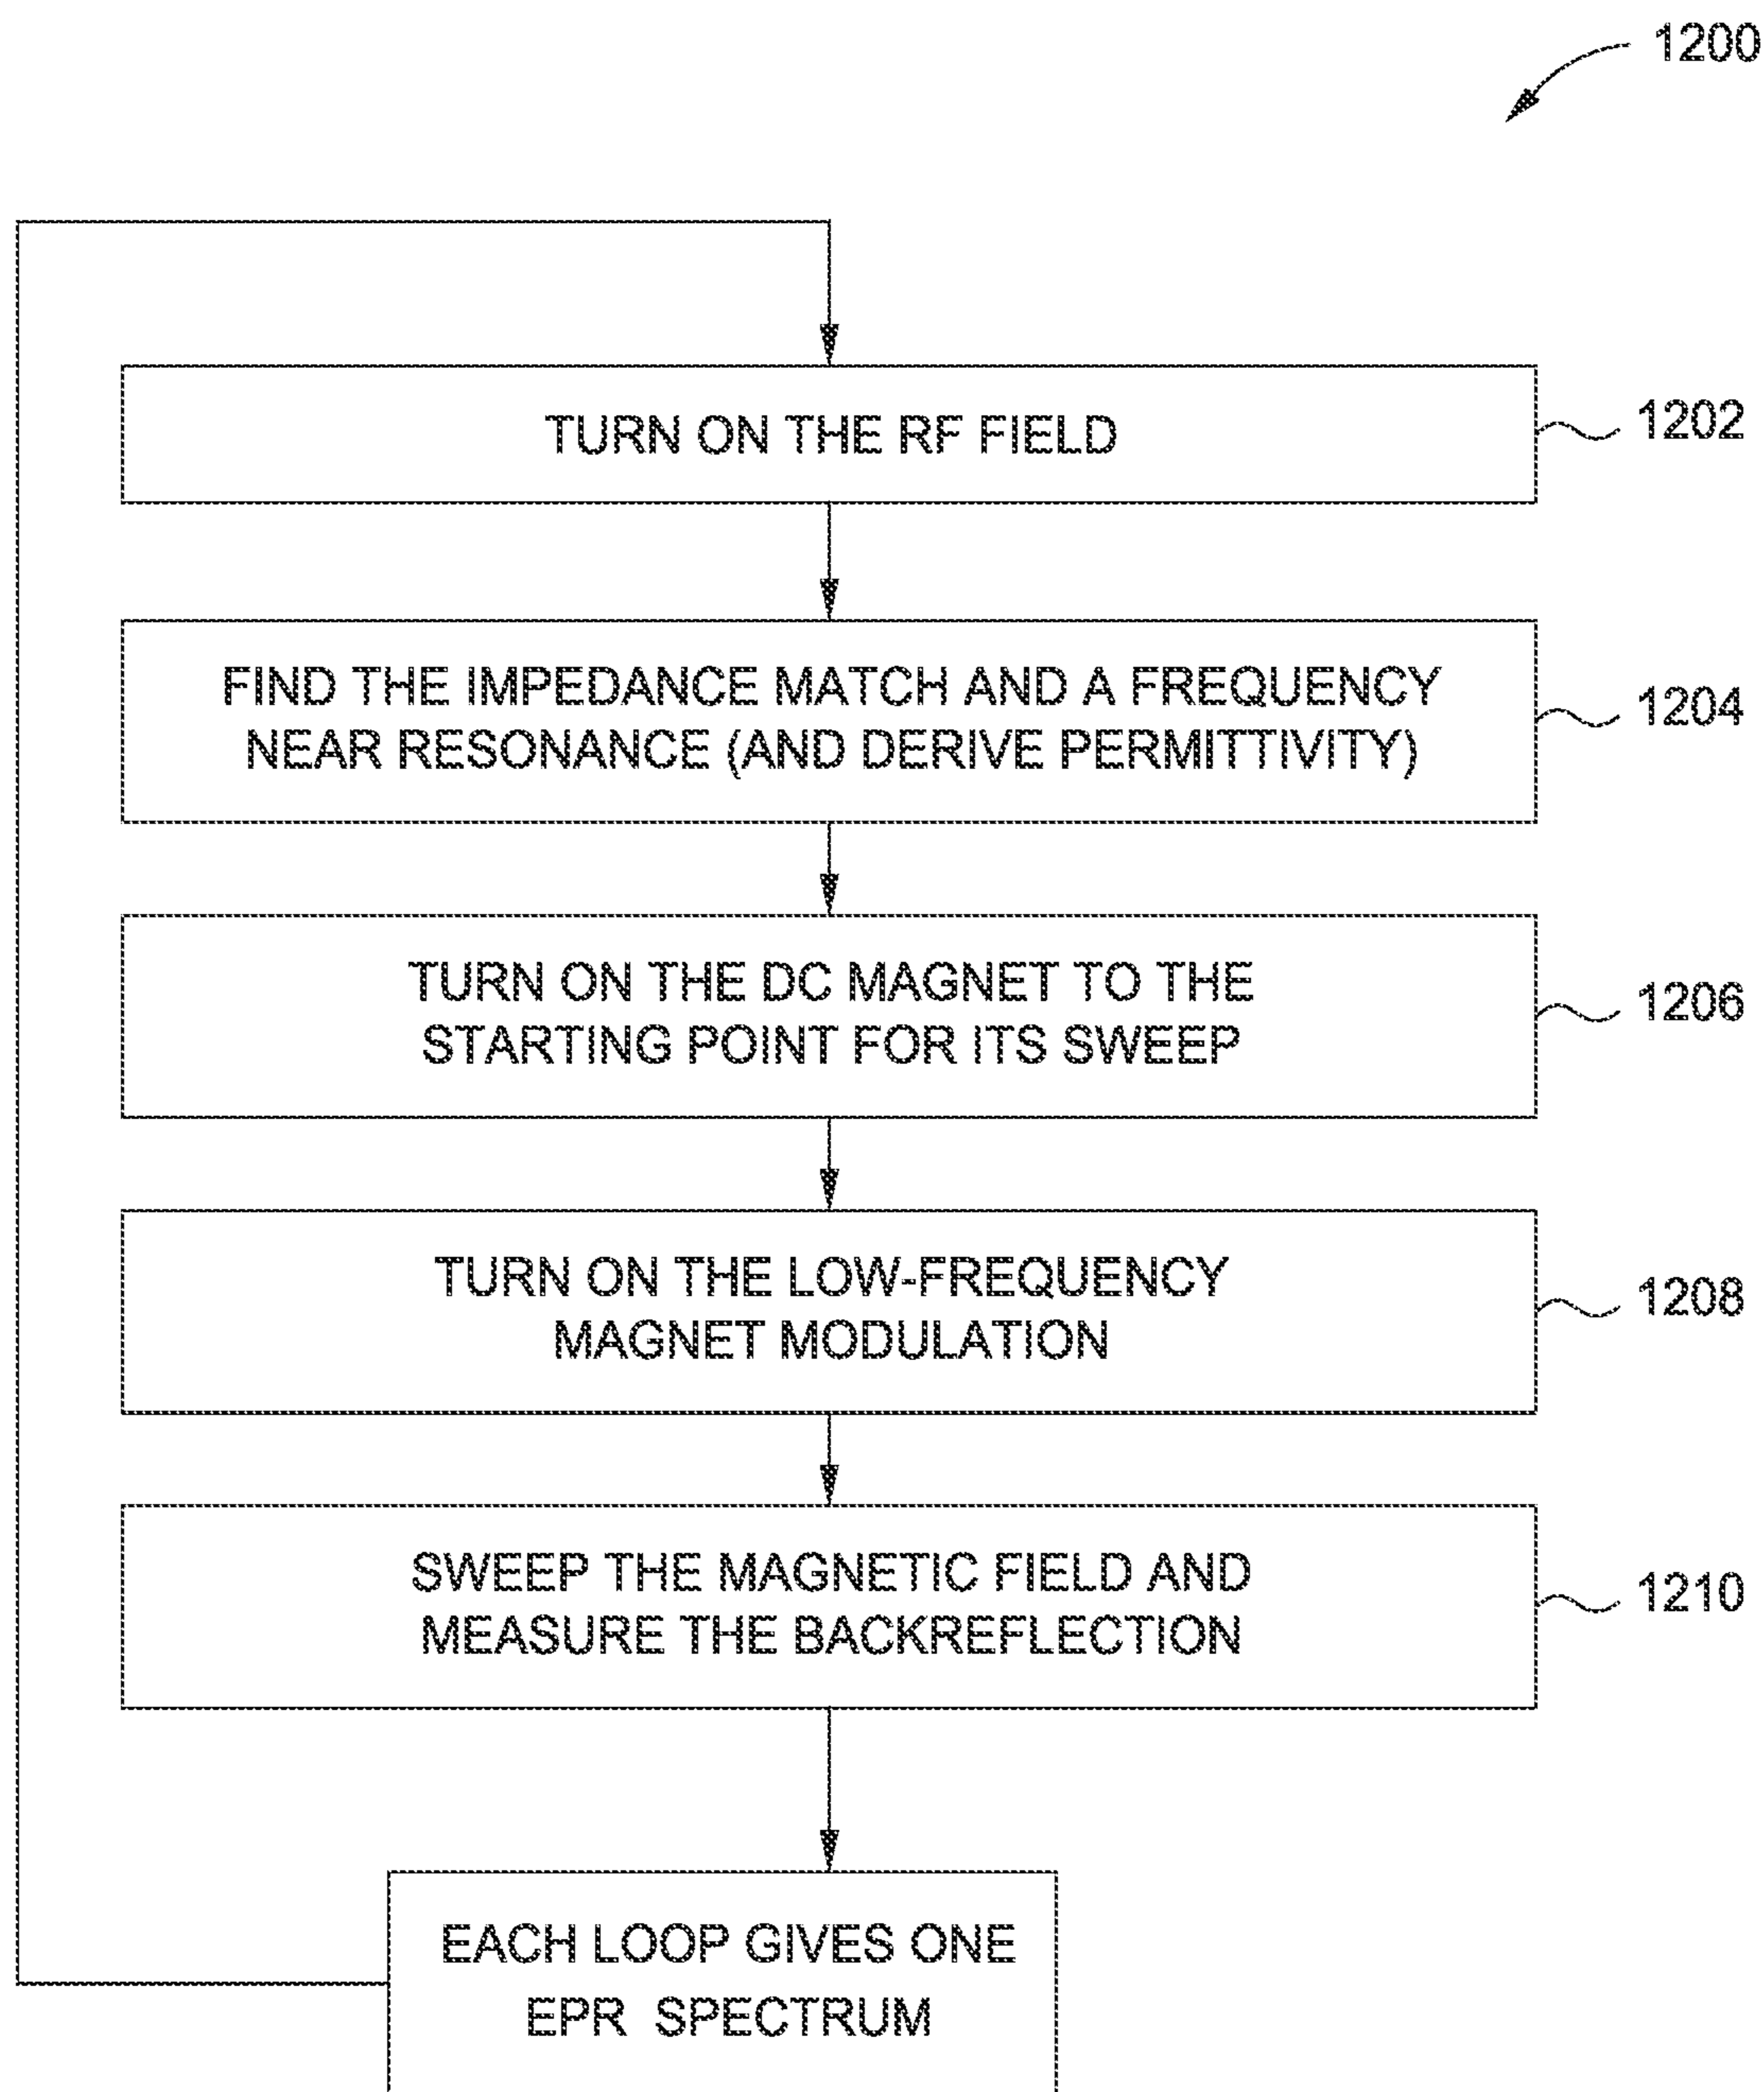 1200
TURN ON THE RF FIELD
1202
FIND THE IMPEDANCE MATCH AND A FREQUENCY
NEAR RESONANCE (AND DERIVE PERMITTIVITY)
1204
TURN ON THE DC MAGNET TO THE
STARTING POINT FOR ITS SWEEP
1206
TURN ON THE LOW-FREQUENCY
MAGNET MODULATION
1208
SWEEP THE MAGNETIC FIELD AND
MEASURE THE BACKREFLECTION
1210
EACH LOOP GIVES ONE
EPR SPECTRUM